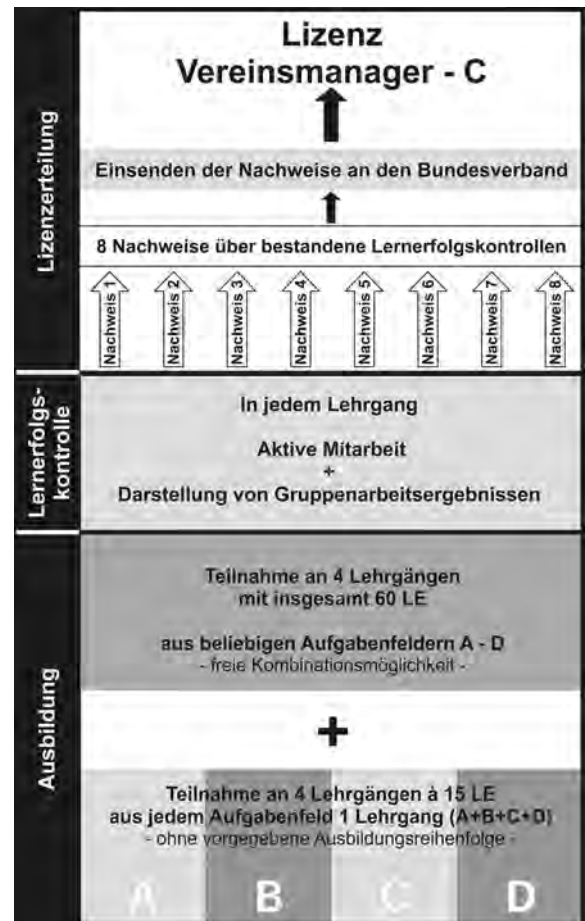 Lizenz
Vereinsmanager - C
Einsenden der Nachweise an den Bundesverband
8 Nachweise über bestandene Lernerfolgskontrollen
Nachweis 1
Nachweis 2
Nachweis 3
Nachweis 4
Nachweis 5
Nachweis 6
Nachweis 7
Nachweis 8
Lizenzerteilung
In jedem Lehrgang
Aktive Mitarbeit
+
Darstellung von Gruppenarbeitsergebnissen
Lernerfolgs-
kontrolle
Teilnahme an 4 Lehrgängen
mit insgesamt 60 LE
aus beliebigen Aufgabenfeldern A - D
- freie Kombinationsmöglichkeit -
+
Teilnahme an 4 Lehrgängen à 15 LE
aus jedem Aufgabenfeld 1 Lehrgang (A+B+C+D)
- ohne vorgegebene Ausbildungsreihenfolge -
A B C D
Ausbildung